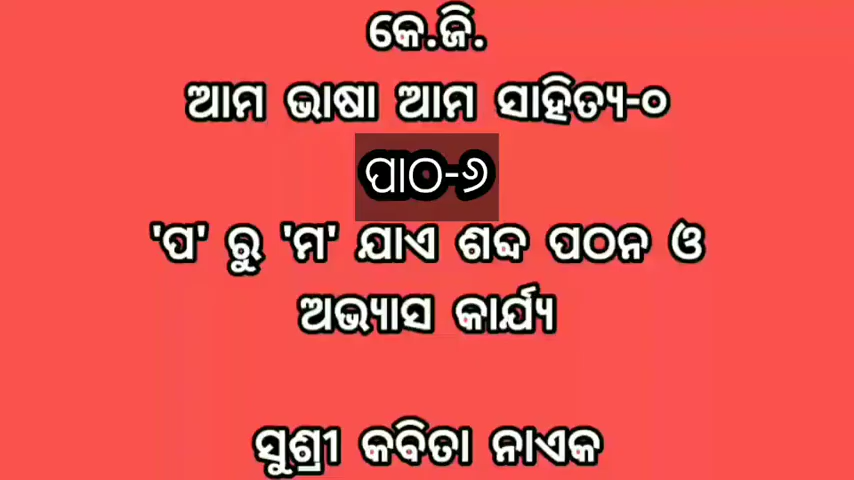 କେ.ଜି.
ଆମ ଭାଷା ଆମ ସାହିତ୍ୟ-୦
ପାଠ-୬
'ପ' ରୁ 'ମ' ଯାଏ ଶବ୍ଦ ପଠନ ଓ
ଅଭ୍ୟାସ କାର୍ଯ୍ୟ
ସୁଶ୍ରୀ କବିତା ନାଏକ